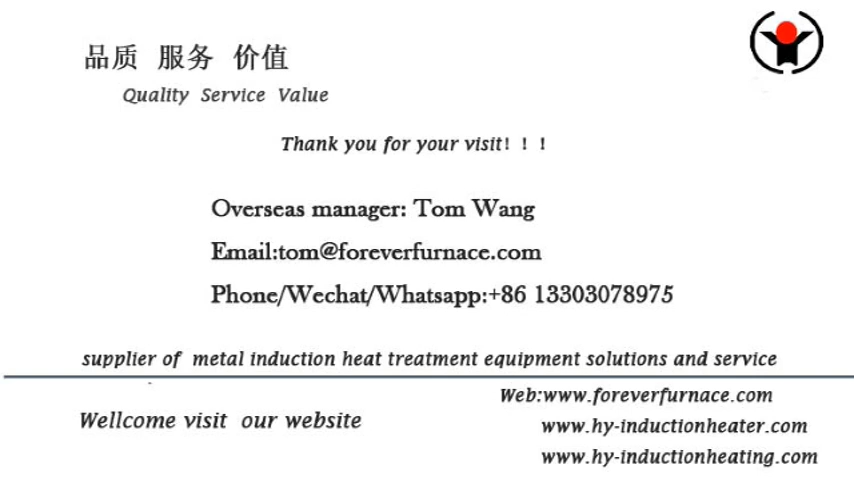 品质 服务 价值
Quality Service Value
Thank you for your visit！！！
Overseas manager: Tom Wang
Email:tom@foreverfurnace.com
Phone/Wechat/Whatsapp:+86 13303078975
supplier of metal induction heat treatment equipment solutions and service
Web:www.foreverfurnace.com
Wellcome visit our website
www.hy-inductionheater.com
www.hy-inductionheating.com